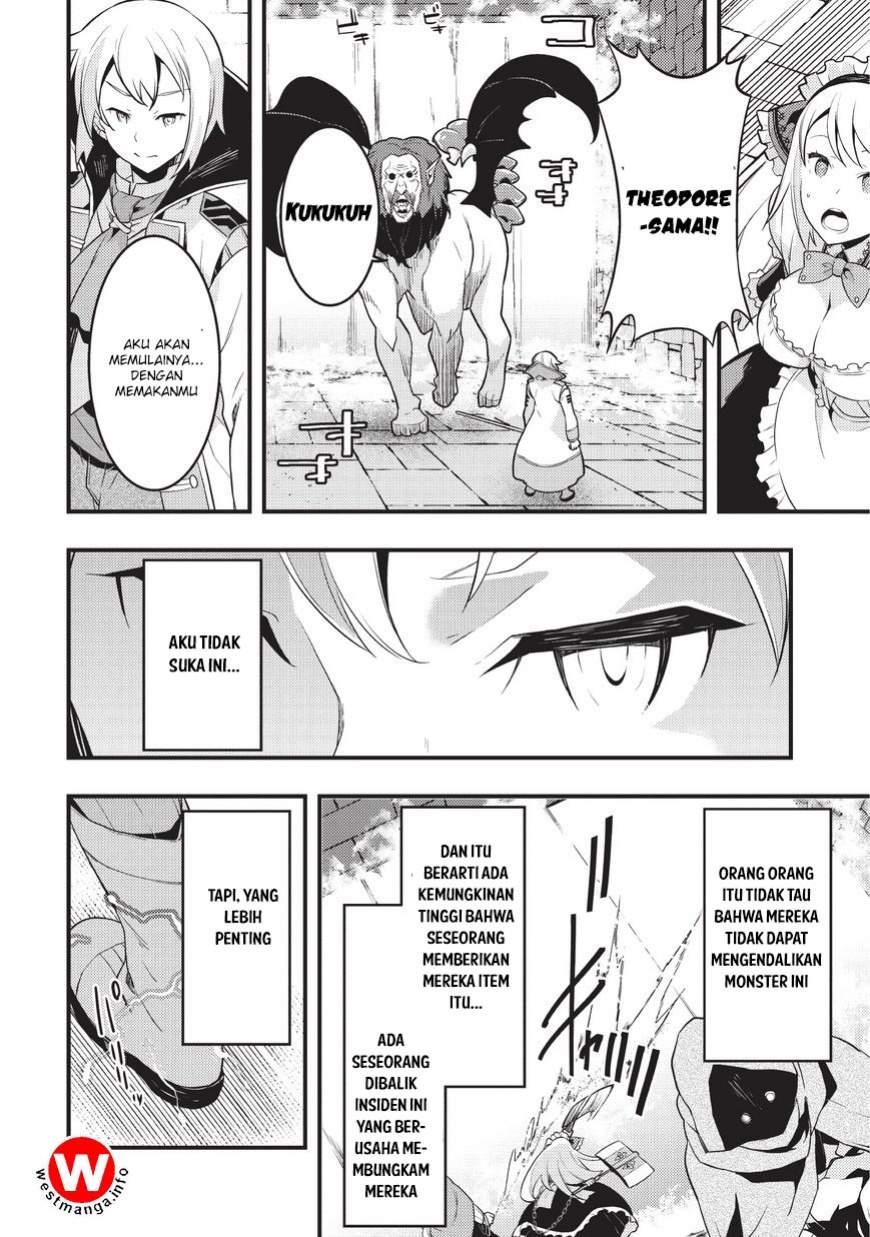 THEODORE
-SAMA!!
KUKUKUH
AKU AKAN
MEMULAINYA...
DENGAN
MEMAKANMU
AKU TIDAK
SUKA INI...
ORANG ORANG
ITU TIDAK TAU
BAHWA MEREKA
TIDAK DAPAT
MENGENDALIKAN
MONSTER INI
DAN ITU
BERARTI ADA
KEMUNGKINAN
TINGGI BAHWA
SESEORANG
MEMBERIKAN
MEREKA ITEM
ITU...
ADA
SESEORANG
DIBALIK
INSIDEN INI
YANG BER-
USAHA ME-
MBUNGKAM
MEREKA
TAPI, YANG
LEBIH
PENTING
W
westmanga.info